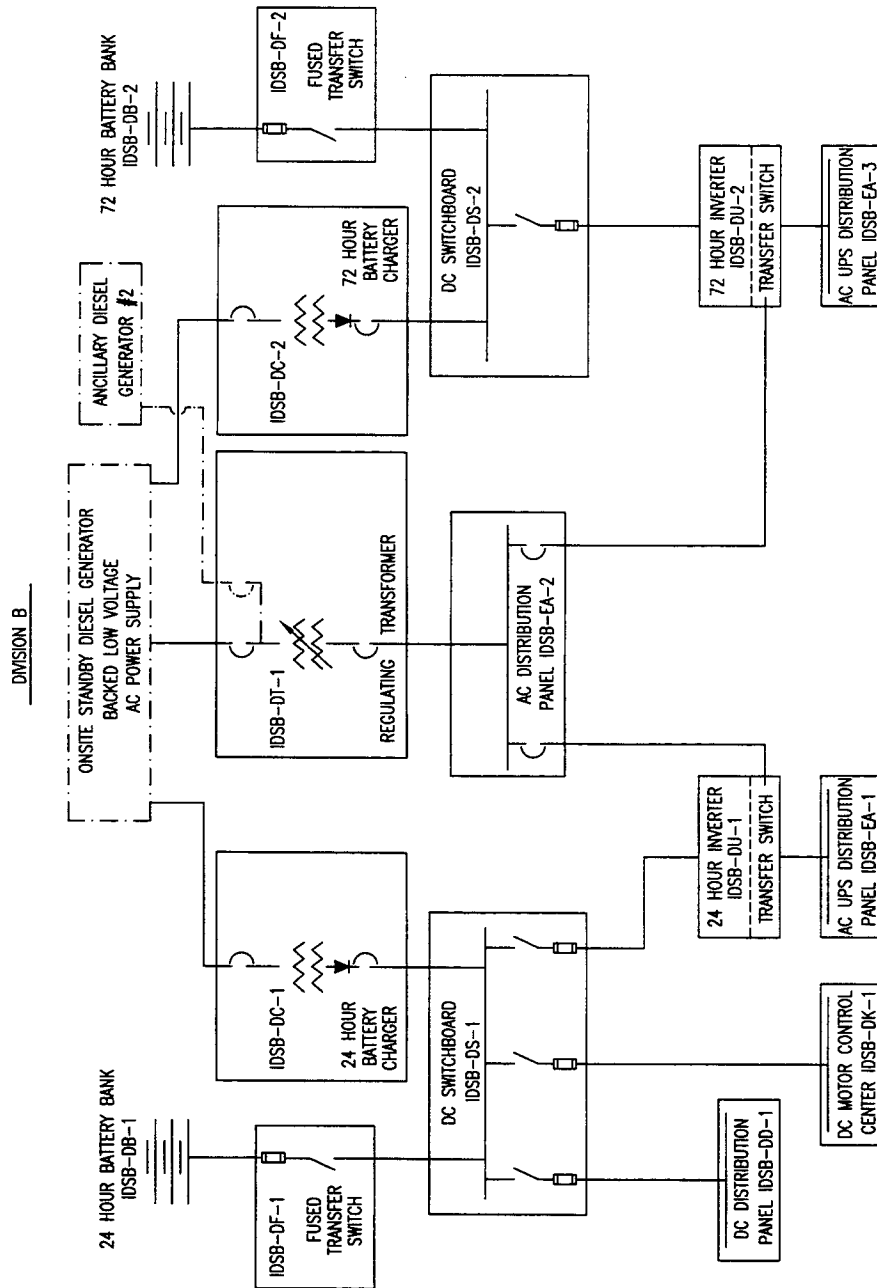 DIVISION B
24 HOUR BATTERY BANK
IDSB-DB-1
ONSITE STANDBY DIESEL GENERATOR
BACKED LOW VOLTAGE
AC POWER SUPPLY
ANCILLARY DIESEL
GENERATOR #2
72 HOUR BATTERY BANK
IDSB-DB-2
IDSB-DF-1
FUSED
TRANSFER
SWITCH
IDSB-DC-1
24 HOUR
BATTERY
CHARGER
IDSB-DT-1
REGULATING TRANSFORMER
IDSB-DC-2
72 HOUR
BATTERY
CHARGER
IDSB-DF-2
FUSED
TRANSFER
SWITCH
DC SWITCHBOARD
IDSB-DS-1
AC DISTRIBUTION
PANEL IDSB-EA-2
DC SWITCHBOARD
IDSB-DS-2
24 HOUR INVERTER
IDSB-DU-1
TRANSFER SWITCH
72 HOUR INVERTER
IDSB-DU-2
TRANSFER SWITCH
DC DISTRIBUTION
PANEL IDSB-DD-1
DC MOTOR CONTROL
CENTER IDSB-DK-1
AC UPS DISTRIBUTION
PANEL IDSB-EA-1
AC UPS DISTRIBUTION
PANEL IDSB-EA-3